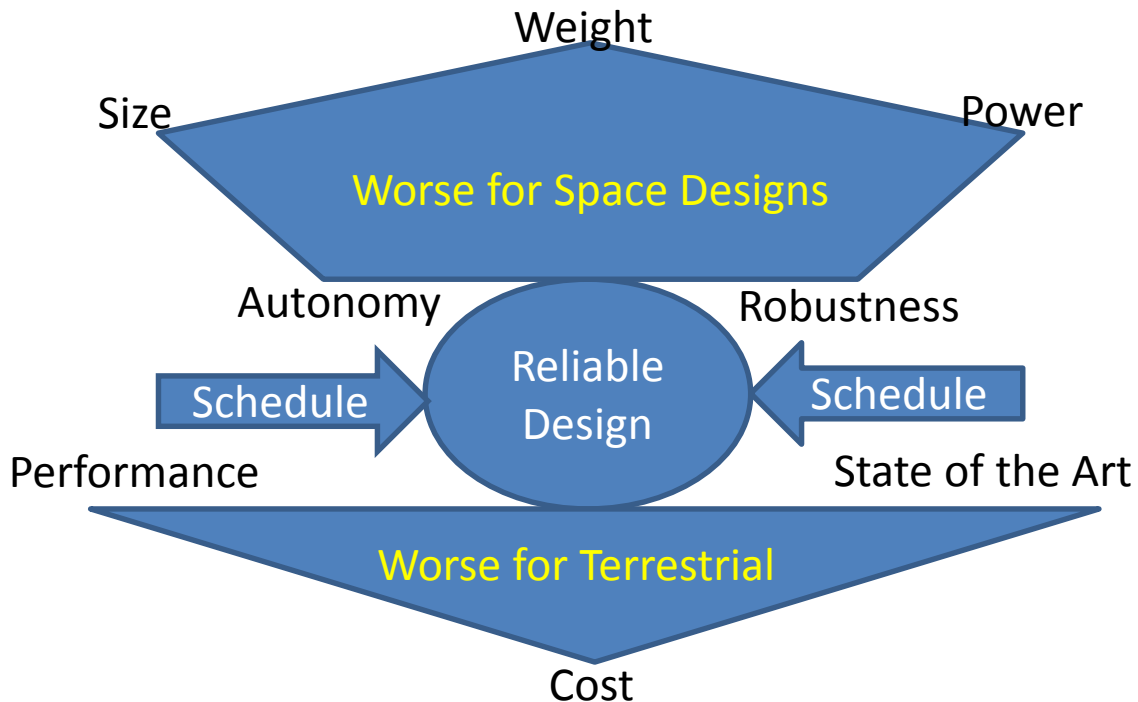 Weight
Size
Power
Worse for Space Designs
Autonomy
Robustness
Reliable
Design
Schedule
Schedule
Performance
State of the Art
Worse for Terrestrial
Cost